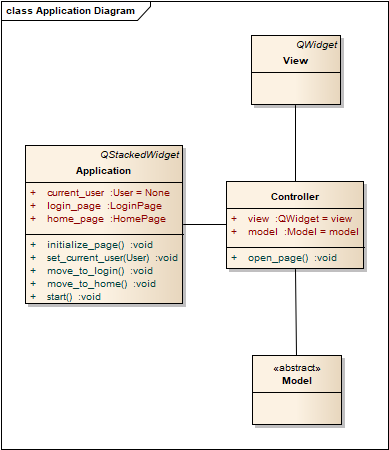 class Application Diagram
QWidget
View
QStackedWidget
Application
+ current_user :User = None
+ login_page :LoginPage
+ home_page :HomePage
+ initialize_page() :void
+ set_current_user(User) :void
+ move_to_login() :void
+ move_to_home() :void
+ start() :void
Controller
+ view :QWidget = view
+ model :Model = model
+ open_page() :void
«abstract»
Model